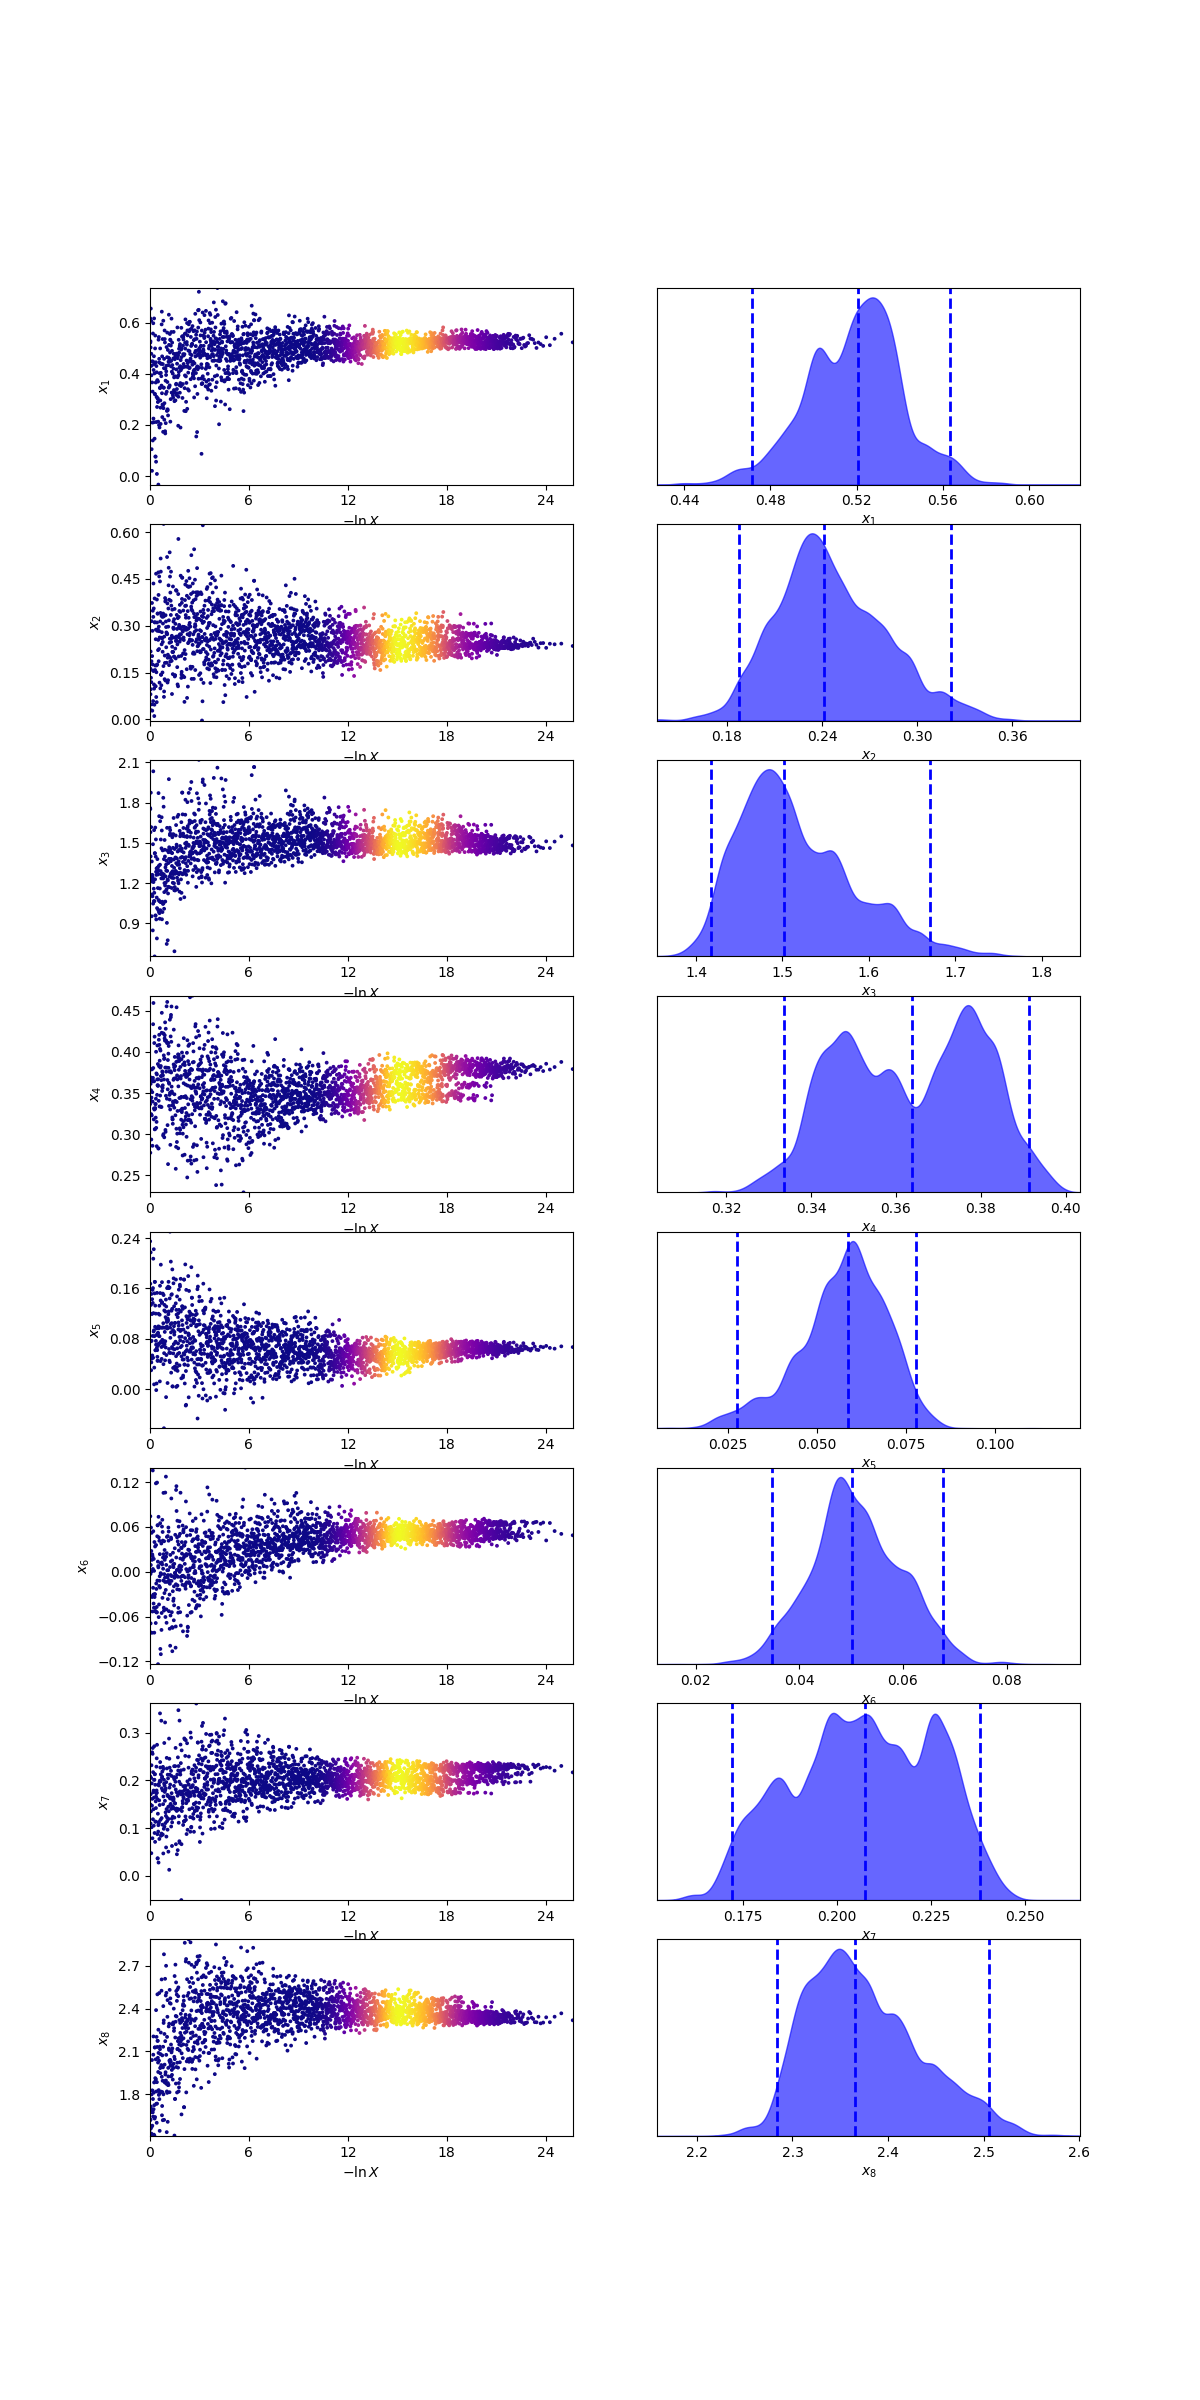 0.6
0.4
0.2
0.0
x₁
0 6 12 18 24
−ln X
0.44 0.48 0.52 0.56 0.60
x₁
0.60
0.45
0.30
0.15
0.00
x₂
0 6 12 18 24
−ln X
0.18 0.24 0.30 0.36
x₂
2.1
1.8
1.5
1.2
0.9
x₃
0 6 12 18 24
−ln X
1.4 1.5 1.6 1.7 1.8
x₃
0.45
0.40
0.35
0.30
0.25
x₄
0 6 12 18 24
−ln X
0.32 0.34 0.36 0.38 0.40
x₄
0.24
0.16
0.08
0.00
x₅
0 6 12 18 24
−ln X
0.025 0.050 0.075 0.100
x₅
0.12
0.06
0.00
−0.06
−0.12
x₆
0 6 12 18 24
−ln X
0.02 0.04 0.06 0.08
x₆
0.3
0.2
0.1
0.0
x₇
0 6 12 18 24
−ln X
0.175 0.200 0.225 0.250
x₇
2.7
2.4
2.1
1.8
x₈
0 6 12 18 24
−ln X
2.2 2.3 2.4 2.5 2.6
x₈